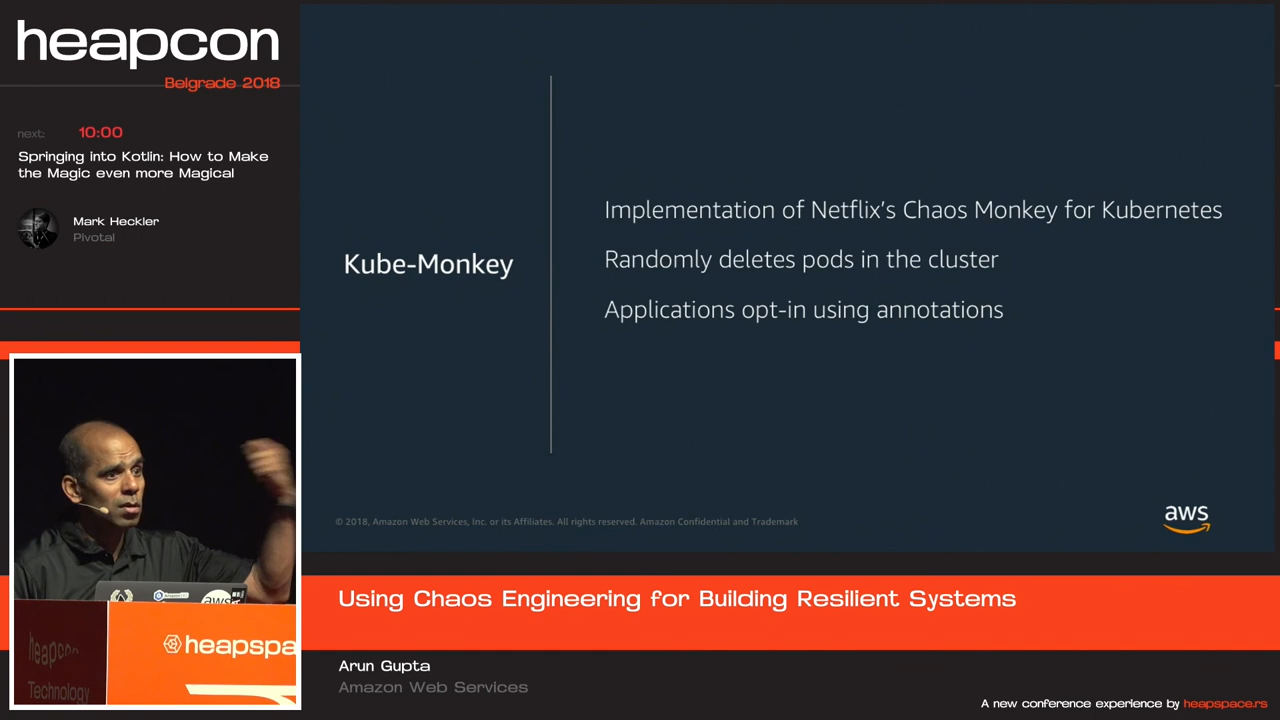 heapcon
Belgrade 2018
next: 10:00
Springing into Kotlin: How to Make
the Magic even more Magical
Mark Heckler
Pivotal
Kube-Monkey
Implementation of Netflix's Chaos Monkey for Kubernetes
Randomly deletes pods in the cluster
Applications opt-in using annotations
© 2018, Amazon Web Services, Inc. or its Affiliates. All rights reserved. Amazon Confidential and Trademark
aws
aws
heapspa
heapcon
Technology
Using Chaos Engineering for Building Resilient Systems
Arun Gupta
Amazon Web Services
A new conference experience by heapspace.rs